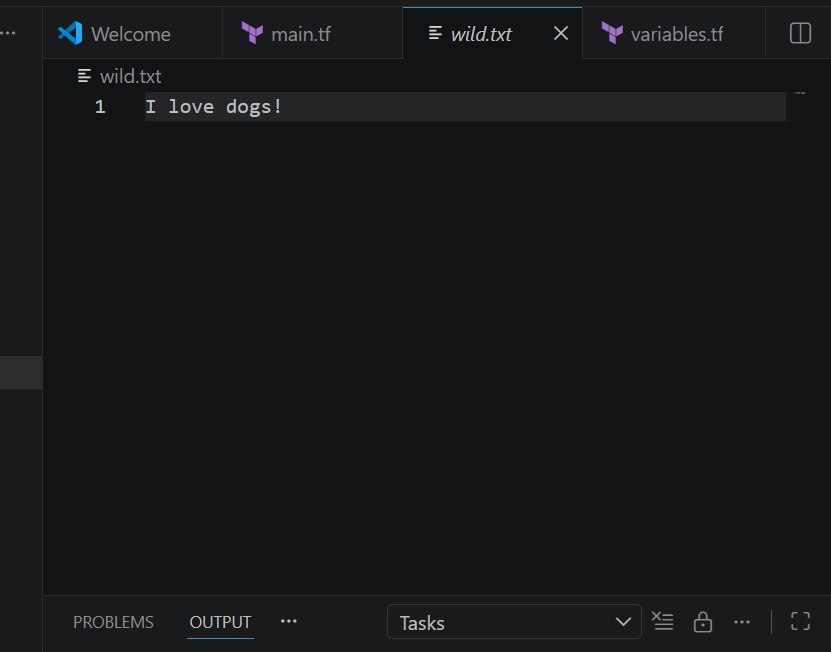 Welcome
main.tf
wild.txt
variables.tf
wild.txt
1 I love dogs!
PROBLEMS
OUTPUT
Tasks